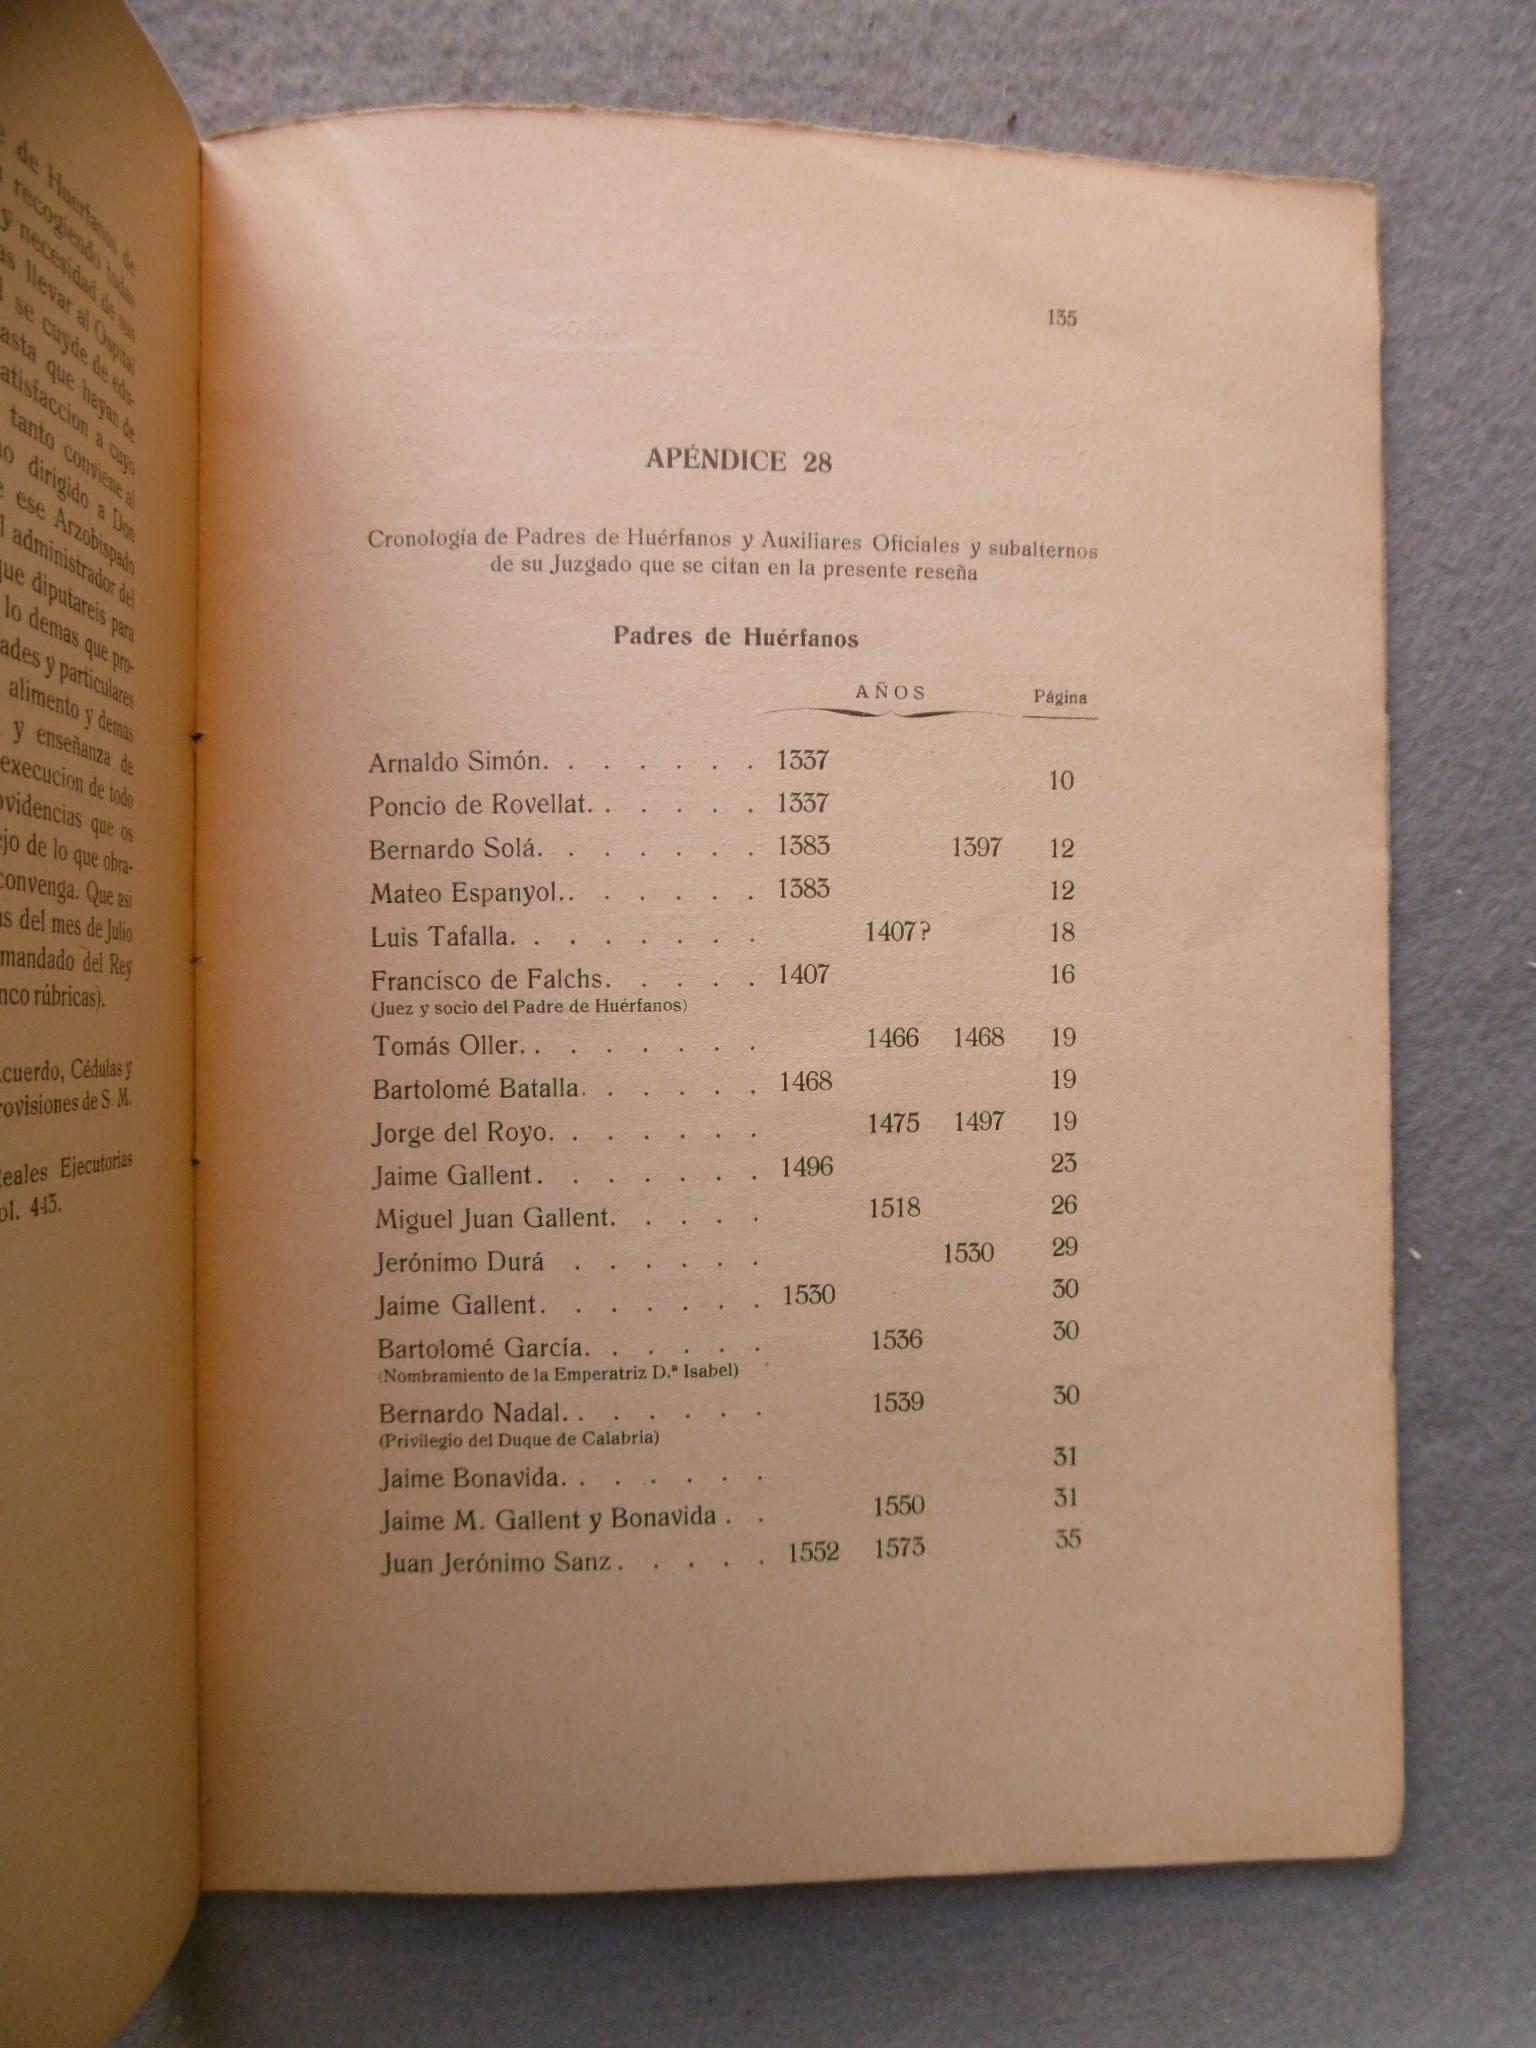 de Huerfanos de
recogiendo todas
y necesidad de sus
llevar al Ospital
se cuyde de edu-
que hayan de
a cuyo
tanto conviene al
dirigido a Don
ese Arzobispado
administrador del
que diputareis para
lo demas que pro-
y particulares
alimento y demas
y enseñanza de
execucion de todo
que os
de lo que obra-
convenga. Que asi
del mes de Julio
mandado del Rey
rúbricas).
Cédulas y
de S. M.
Ejecutorias
443.
135
APÉNDICE 28
Cronología de Padres de Huérfanos y Auxiliares Oficiales y subalternos
de su Juzgado que se citan en la presente reseña
Padres de Huérfanos
AÑOS Página
Arnaldo Simón. . . . . . . 1337
10
Poncio de Rovellat. . . . . . 1337
Bernardo Solá. . . . . . . 1383 1397 12
Mateo Espanyol. . . . . . . 1383 12
Luis Tafalla. . . . . . . . 1407? 18
Francisco de Falchs. . . . . 1407 16
(Juez y socio del Padre de Huérfanos)
Tomás Oller. . . . . . . . 1466 1468 19
Bartolomé Batalla. . . . . . 1468 19
Jorge del Royo. . . . . . . 1475 1497 19
Jaime Gallent. . . . . . . 1496 23
Miguel Juan Gallent. . . . . 1518 26
Jerónimo Durá . . . . . . 1530 29
Jaime Gallent. . . . . . . 1530 30
Bartolomé García. . . . . . 1536 30
(Nombramiento de la Emperatriz D.ª Isabel)
Bernardo Nadal. . . . . . . 1539 30
(Privilegio del Duque de Calabria)
Jaime Bonavida. . . . . . . 31
Jaime M. Gallent y Bonavida . . 1550 31
Juan Jerónimo Sanz . . . . . 1552 1573 35